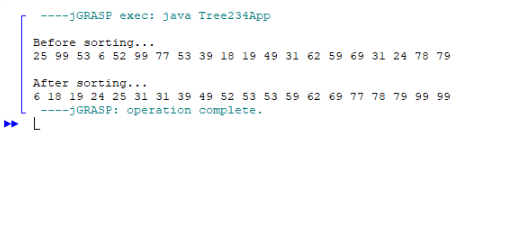 ----jGRASP exec: java Tree234App
Before sorting...
25 99 53 6 52 99 77 53 39 18 19 49 31 62 59 69 31 24 78 79
After sorting...
6 18 19 24 25 31 31 39 49 52 53 53 59 62 69 77 78 79 99 99
----jGRASP: operation complete.